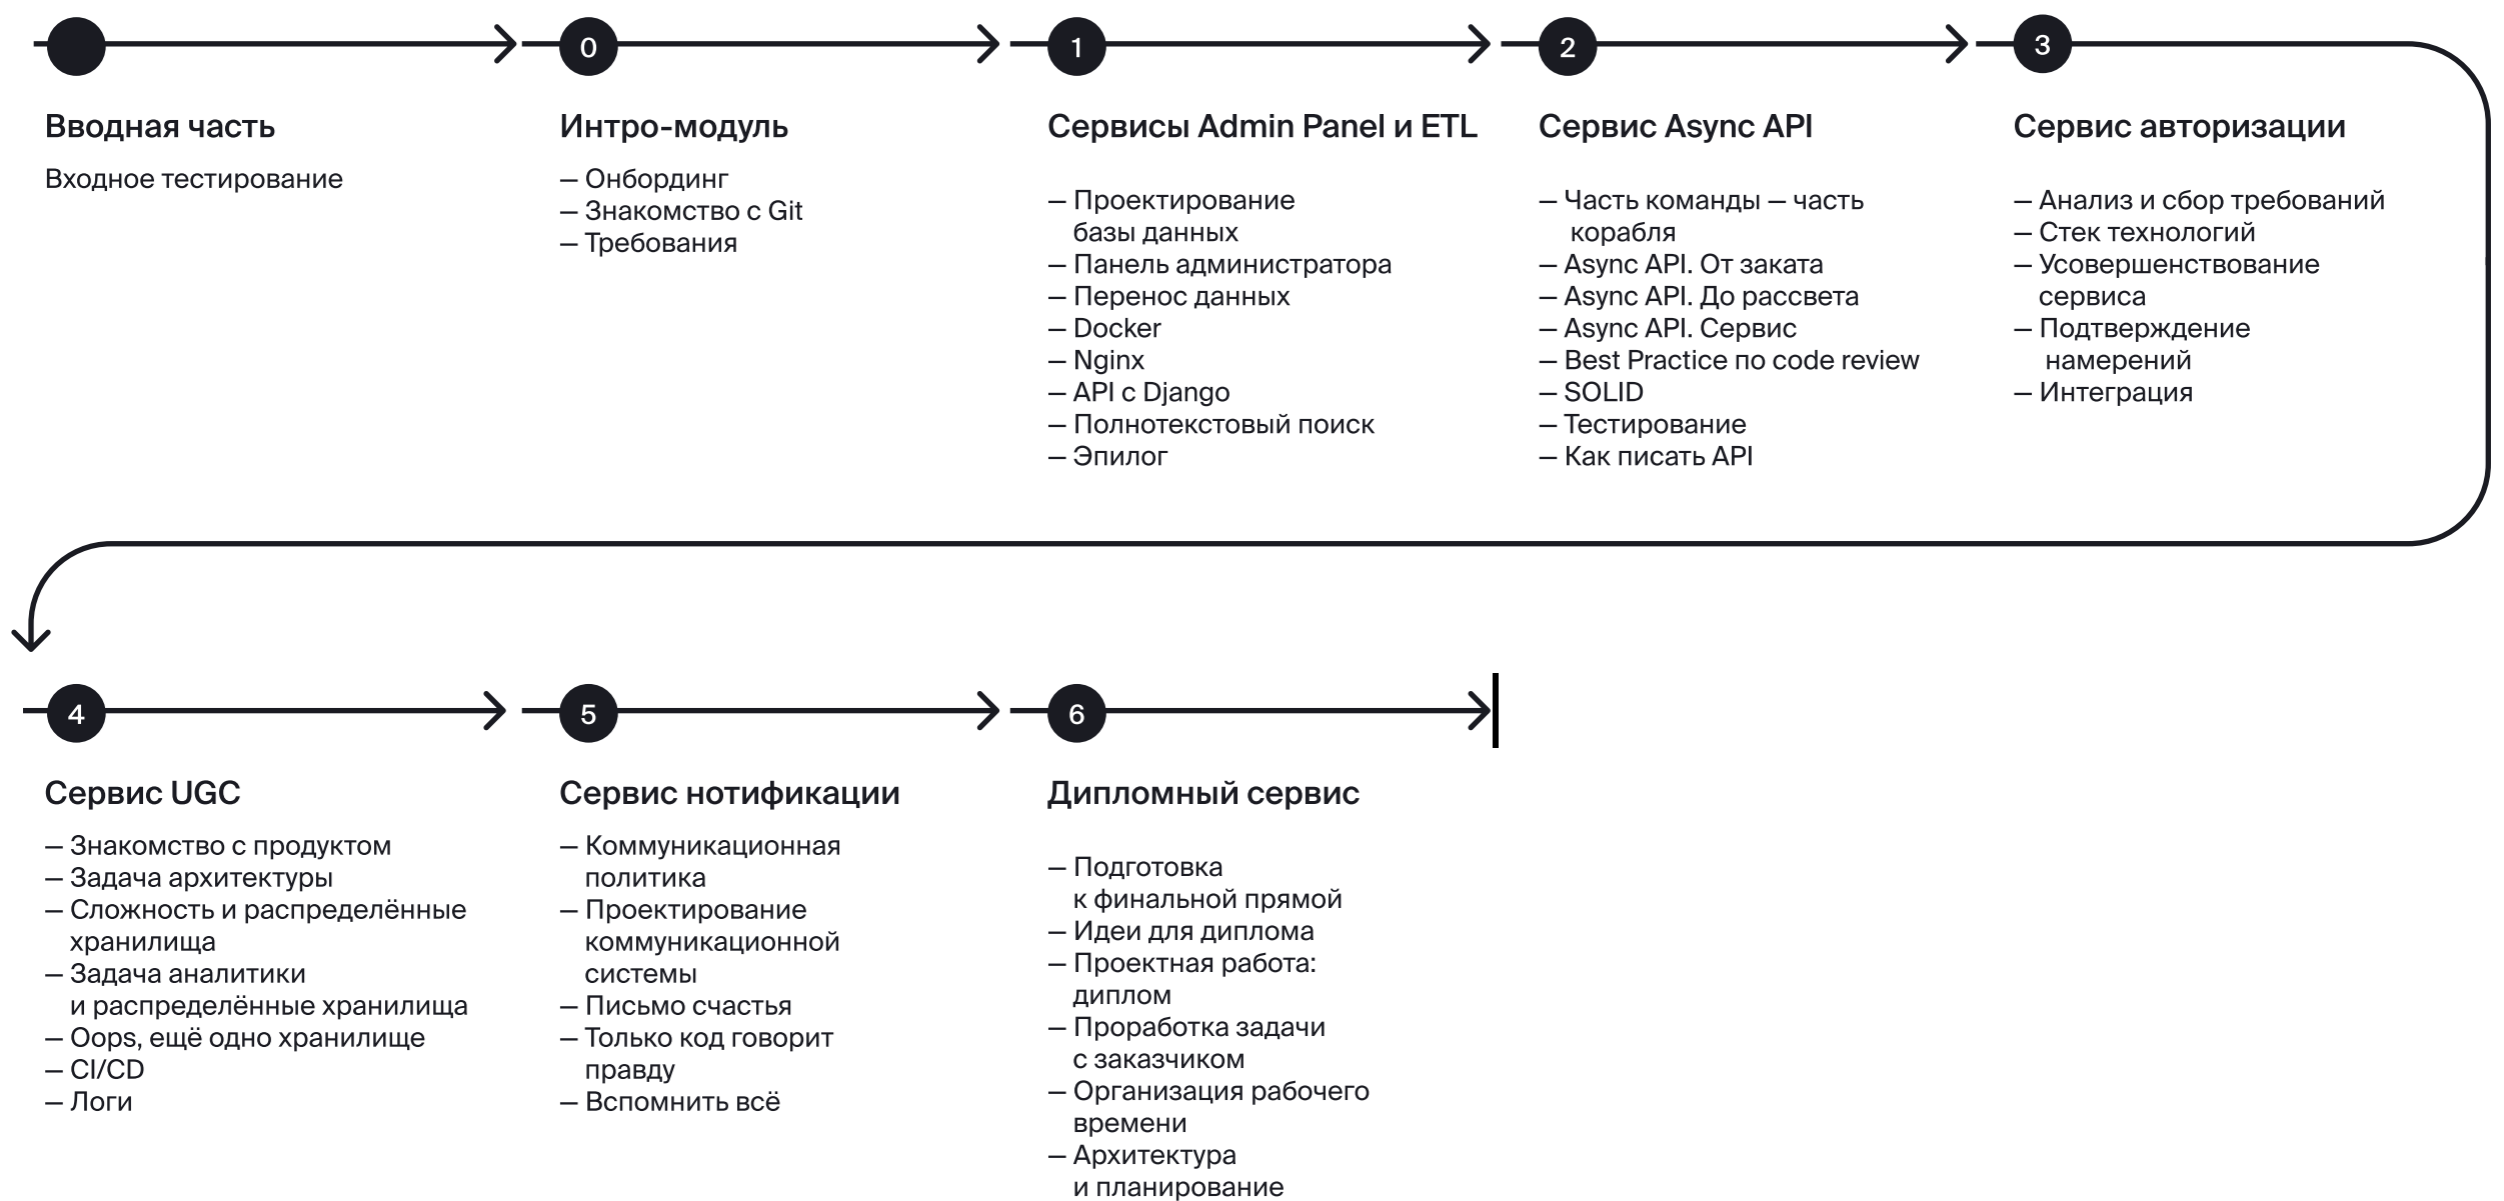 Вводная часть
Входное тестирование
0
Интро-модуль
— Онбординг
— Знакомство с Git
— Требования
1
Сервисы Admin Panel и ETL
— Проектирование
базы данных
— Панель администратора
— Перенос данных
— Docker
— Nginx
— API с Django
— Полнотекстовый поиск
— Эпилог
2
Сервис Async API
— Часть команды — часть
корабля
— Async API. От заката
— Async API. До рассвета
— Async API. Сервис
— Best Practice по code review
— SOLID
— Тестирование
— Как писать API
3
Сервис авторизации
— Анализ и сбор требований
— Стек технологий
— Усовершенствование
сервиса
— Подтверждение
намерений
— Интеграция
4
Сервис UGC
— Знакомство с продуктом
— Задача архитектуры
— Сложность и распределённые
хранилища
— Задача аналитики
и распределённые хранилища
— Oops, ещё одно хранилище
— CI/CD
— Логи
5
Сервис нотификации
— Коммуникационная
политика
— Проектирование
коммуникационной
системы
— Письмо счастья
— Только код говорит
правду
— Вспомнить всё
6
Дипломный сервис
— Подготовка
к финальной прямой
— Идеи для диплома
— Проектная работа:
диплом
— Проработка задачи
с заказчиком
— Организация рабочего
времени
— Архитектура
и планирование